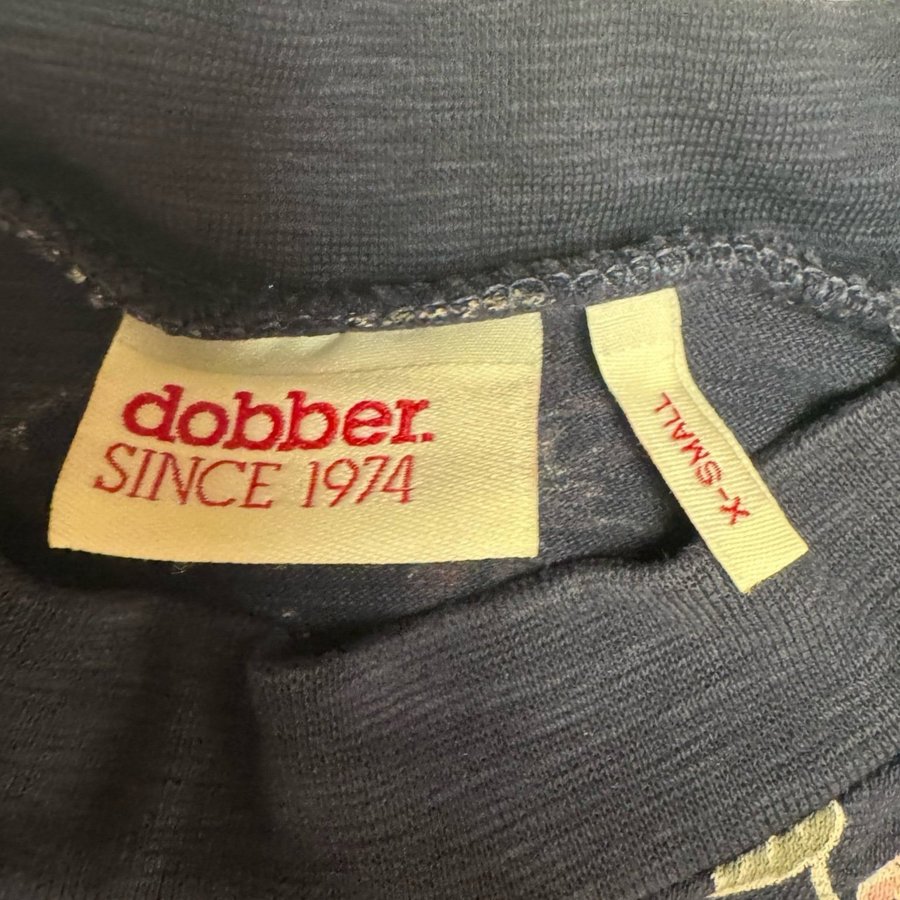 dobber.
SINCE 1974
X-SMALL